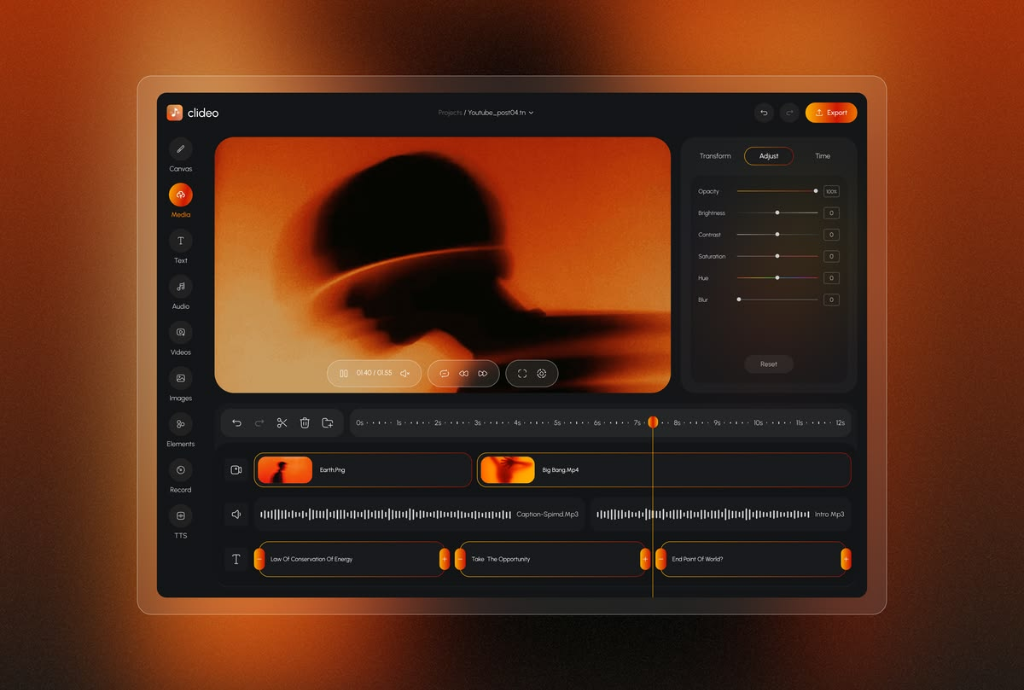 clideo
Projects / Youtube_post04.tn
Export
Canvas
Media
Text
Audio
Videos
Images
Elements
Record
TTS
01:40 / 01:55
Transform Adjust Time
Opacity 100%
Brightness 0
Contrast 0
Saturation 0
Hue 0
Blur 0
Reset
0s 1s 2s 3s 4s 5s 6s 7s 8s 9s 10s 11s 12s
Earth.Png
Big Bang.Mp4
Caption-Spimd.Mp3
Intro Mp3
T
Law Of Conservation Of Energy
Take The Opportunity
End Point Of World?